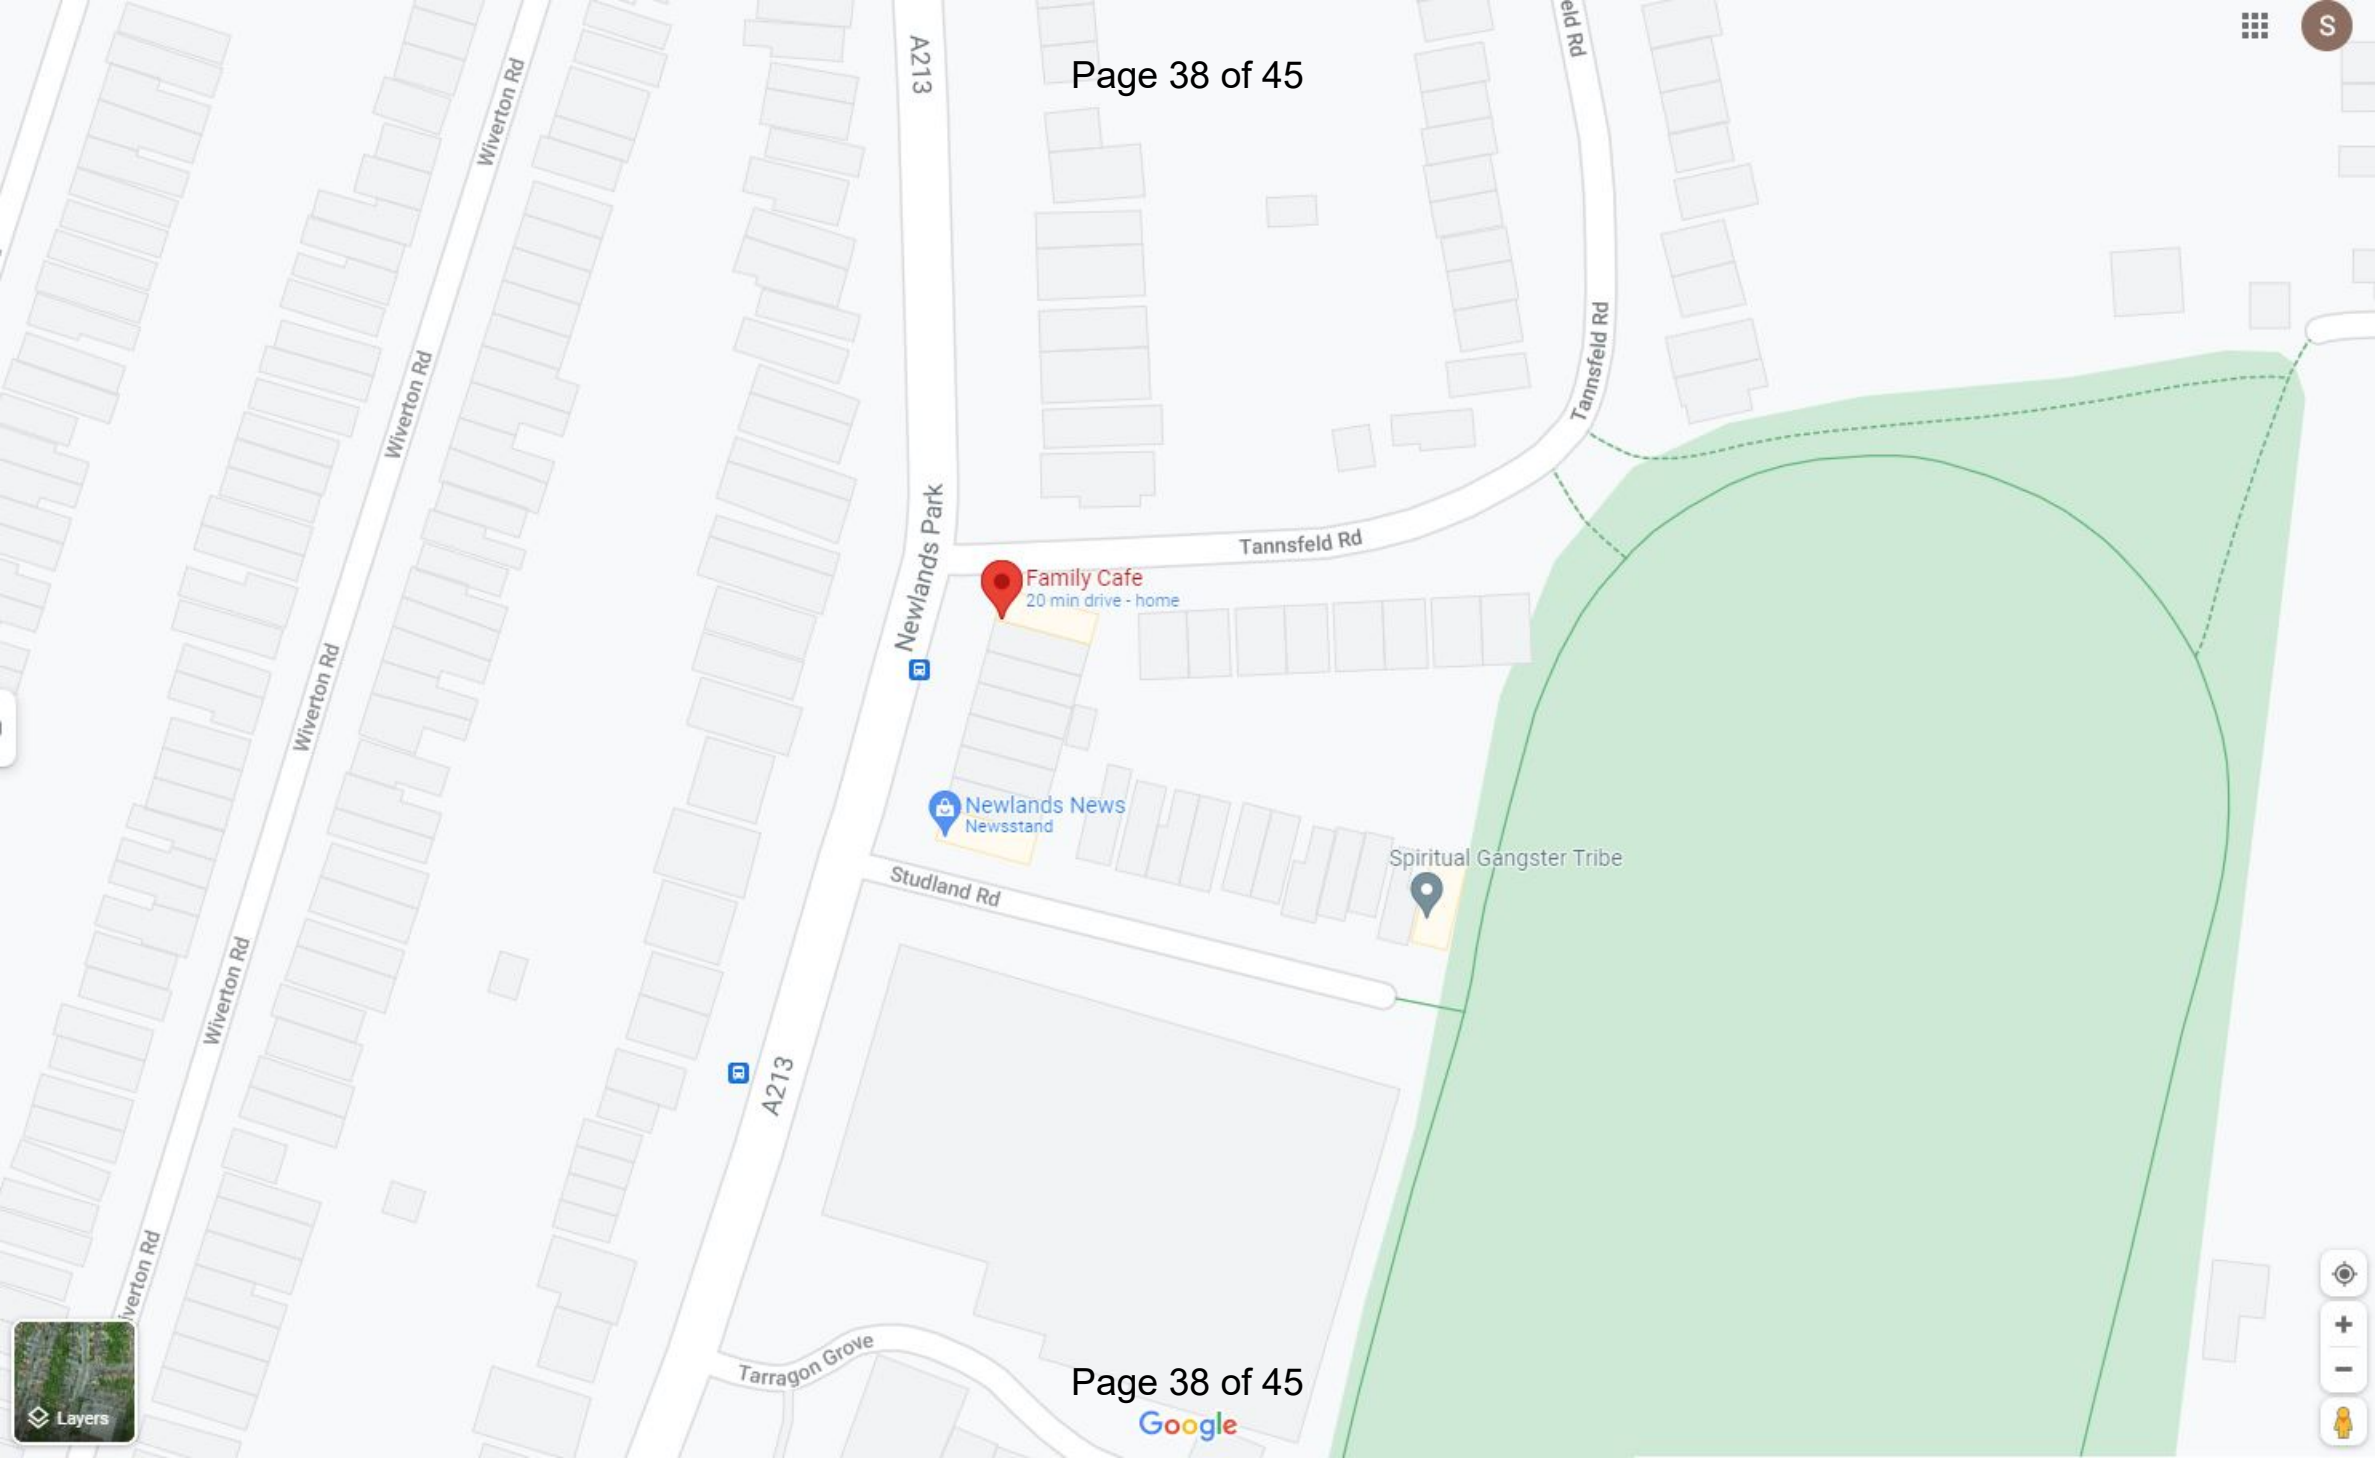 eld Rd
S
A213
Page 38 of 45
Wiverton Rd
Tannsfeld Rd
Wiverton Rd
Newlands Park
Tannsfeld Rd
Family Cafe
20 min drive - home
Wiverton Rd
Newlands News
Newsstand
Spiritual Gangster Tribe
Studland Rd
Wiverton Rd
A213
iverton Rd
Tarragon Grove
Page 38 of 45
Layers
Google